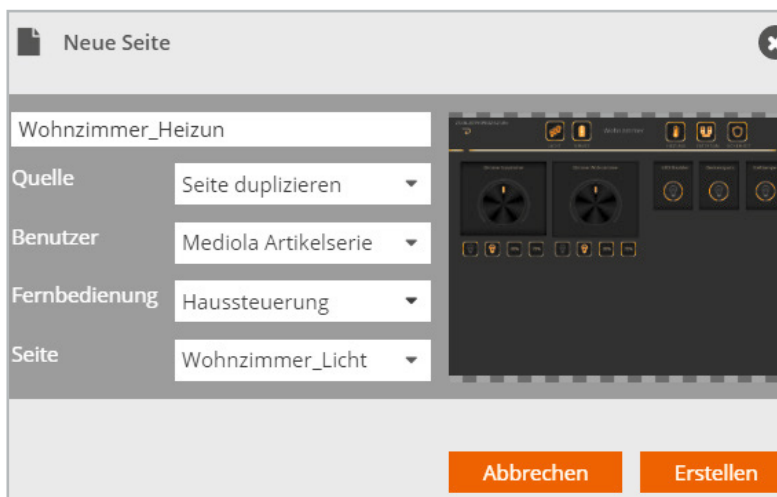 Neue Seite
Wohnzimmer_Heizun
Quelle
Seite duplizieren
Benutzer
Mediola Artikelserie
Fernbedienung
Haussteuerung
Seite
Wohnzimmer_Licht
Abbrechen
Erstellen